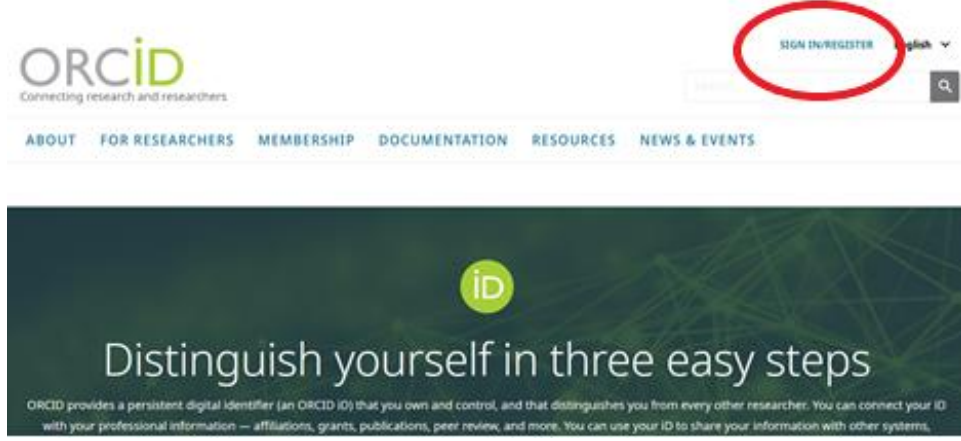 SIGN IN/REGISTER English
ORCiD
Connecting research and researchers
ABOUT FOR RESEARCHERS MEMBERSHIP DOCUMENTATION RESOURCES NEWS & EVENTS
iD
Distinguish yourself in three easy steps
ORCID provides a persistent digital identifier (an ORCID iD) that you own and control, and that distinguishes you from every other researcher. You can connect your iD
with your professional information — affiliations, grants, publications, peer review, and more. You can use your iD to share your information with other systems,